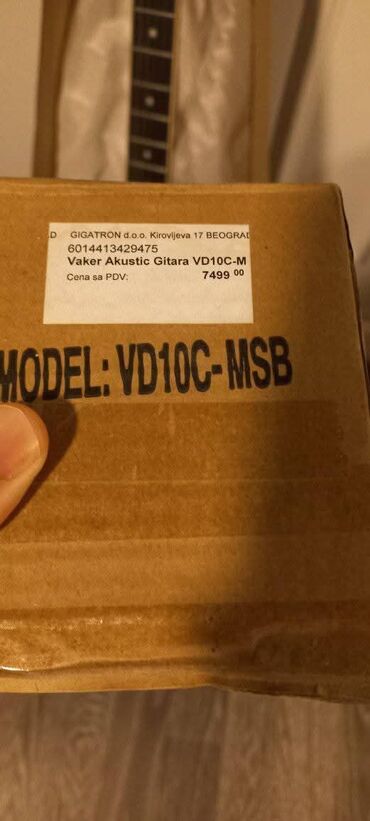 D GIGATRON d.o.o. Kirovljeva 17 BEOGRAD
6014413429475
Vaker Akustic Gitara VD10C-M
Cena sa PDV: 7499 00
MODEL: VD10C-MSB